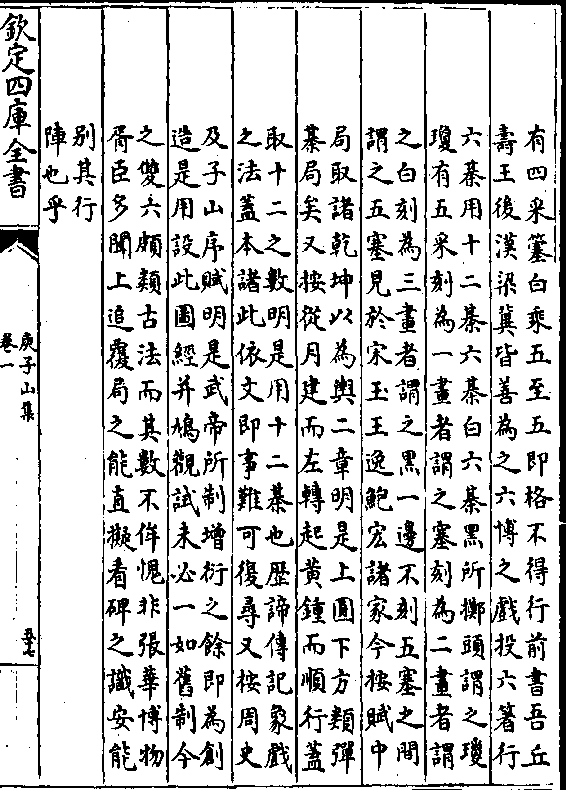 有四采簺白乘五至五即格不得行前書吾丘
壽王後漢梁冀皆善為之六博之戲投六箸行
六棊用十二棊六棊白六棊黑所擲頭謂之瓊
瓊有五采刻為一畫者謂之塞刻為二畫者謂
之白刻為三畫者謂之黑一邊不刻五塞之間
謂之五塞見於宋玉王逸鮑宏諸家今按賦中
局取諸乾坤以為輿二章明是上圓下方類彈
棊局矣又按從月建而左轉起黄鍾而順行蓋
取十二之數明是用十二棊也歴諦傳記象戲
之法蓋本諸此依文即事難可復尋又按周史
及子山序賦明是武帝所制增衍之餘即為創
造是用設此圖經并鳩觀試未必一如舊制今
之雙六頗類古法而其數不侔愧非張華博物
胥臣多聞上追覆局之能直擬看碑之識安能
别其行
陣也乎
欽定四庫全書
庾子山集
卷一
五七